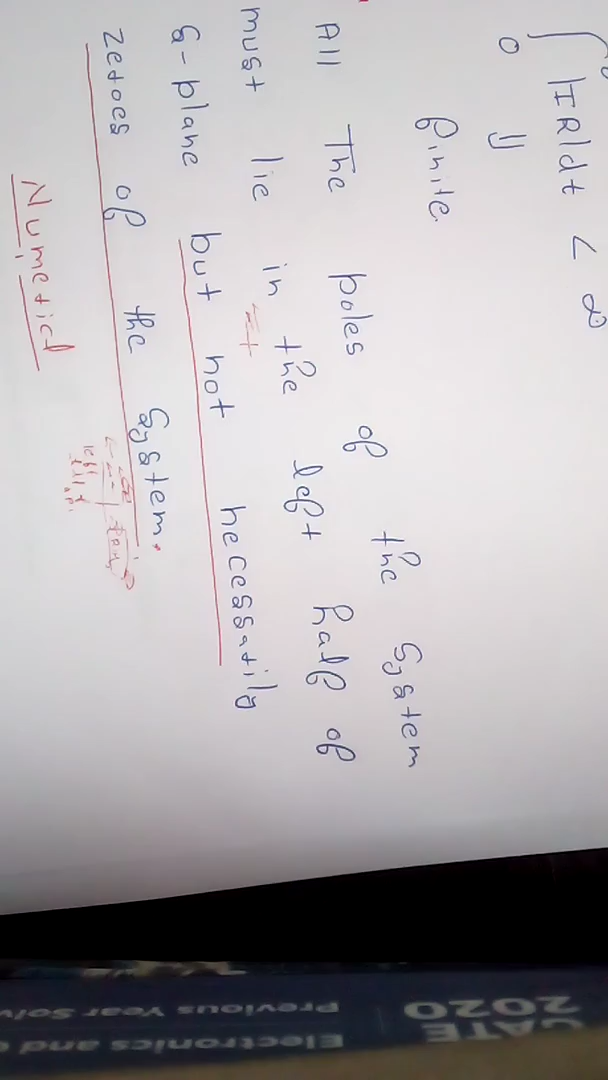 ∫ |IR|dt < ∞
0
⇓
finite.
All The poles of the system
must lie in the left half of
s-plane but not necessarily
zeroes of the system.
Numerical
GATE
2020
Previous Year Solv
Electronics and